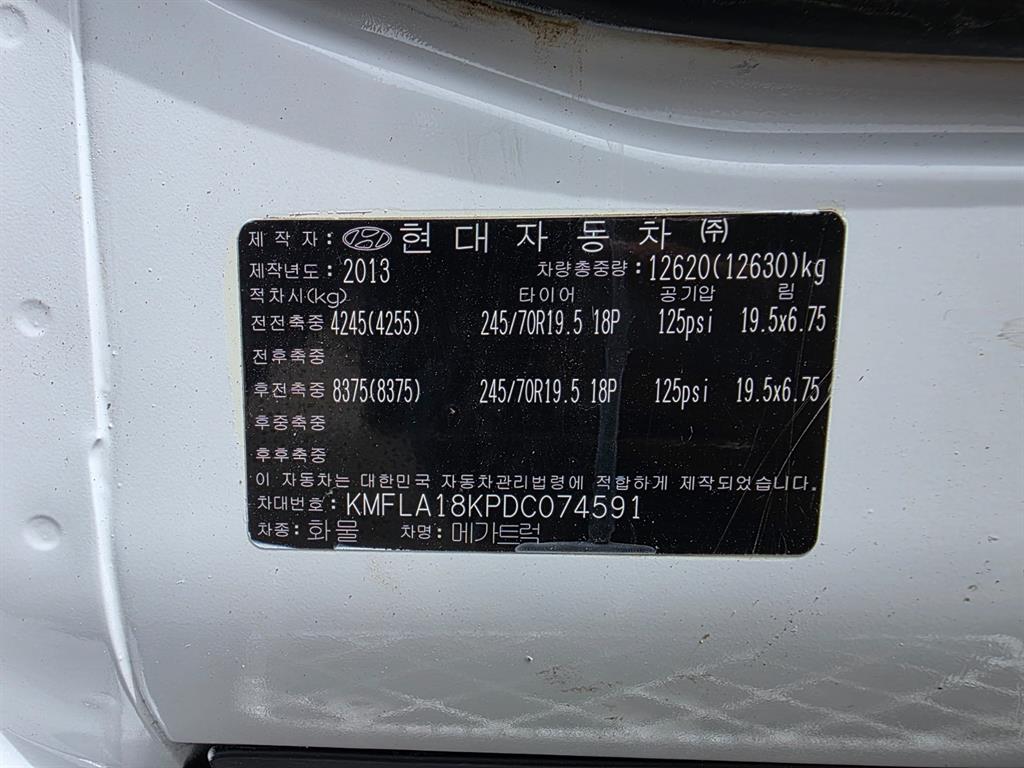 제 작 자 : 현 대 자 동 차 ㈜
제작년도 : 2013 차량총중량 : 12620(12630)kg
적차시(kg) 타이어 공기압 림
전전축중 4245(4255) 245/70R19.5 18P 125psi 19.5x6.75
전후축중
후전축중 8375(8375) 245/70R19.5 18P 125psi 19.5x6.75
후중축중
후후축중
이 자동차는 대한민국 자동차관리법령에 적합하게 제작되었습니다.
차대번호 : KMFLA18KPDC074591
차종 : 화 물 차명 : 메가트럭